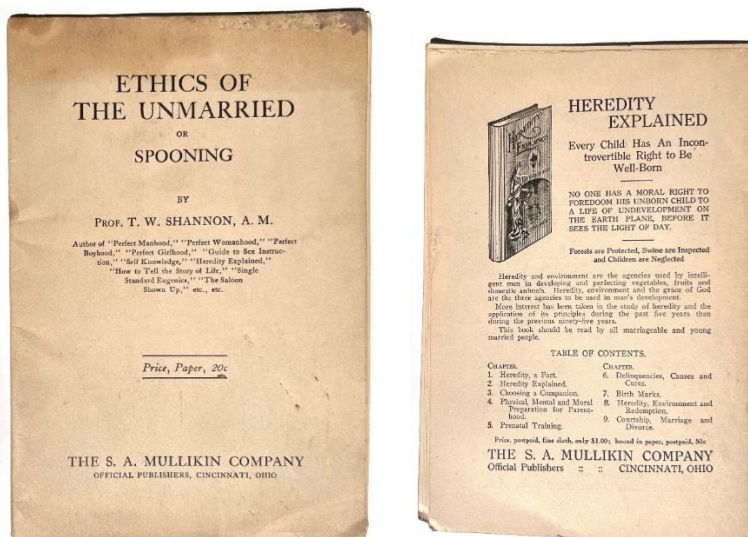 ETHICS OF
THE UNMARRIED
OR
SPOONING
BY
PROF. T. W. SHANNON, A. M.
Author of "Perfect Manhood," "Perfect Womanhood," "Perfect
Boyhood," "Perfect Girlhood," "Guide to Sex Instruc-
tion," "Self Knowledge," "Heredity Explained,"
"How to Tell the Story of Life," "Single
Standard Eugenics," "The Saloon
Shown Up," etc., etc.
Price, Paper, 20c
THE S. A. MULLIKIN COMPANY
OFFICIAL PUBLISHERS, CINCINNATI, OHIO
HEREDITY
EXPLAINED
Every Child Has An Incon-
trovertible Right to Be
Well-Born
NO ONE HAS A MORAL RIGHT TO
FOREDOOM HIS UNBORN CHILD TO
A LIFE OF UNDEVELOPMENT ON
THE EARTH PLANE, BEFORE IT
SEES THE LIGHT OF DAY.
Forests are Protected, Swine are Inspected
and Children are Neglected
Heredity and environment are the agencies used by intelli-
gent men in developing and perfecting vegetables, fruits and
domestic animals. Heredity, environment and the grace of God
are the three agencies to be used in man's development.
More interest has been taken in the study of heredity and the
application of its principles during the past five years than
during the previous ninety-five years.
This book should be read by all marriageable and young
married people.
TABLE OF CONTENTS.
CHAPTER.
1. Heredity, a Fact.
2. Heredity Explained.
3. Choosing a Companion.
4. Physical, Mental and Moral
Preparation for Parent-
hood.
5. Prenatal Training.
CHAPTER.
6. Delinquencies, Causes and
Cures.
7. Birth Marks.
8. Heredity, Environment and
Redemption.
9. Courtship, Marriage and
Divorce.
Price, postpaid, fine cloth, only $1.00; bound in paper, postpaid, 50c
THE S. A. MULLIKIN COMPANY
Official Publishers :: :: CINCINNATI, OHIO